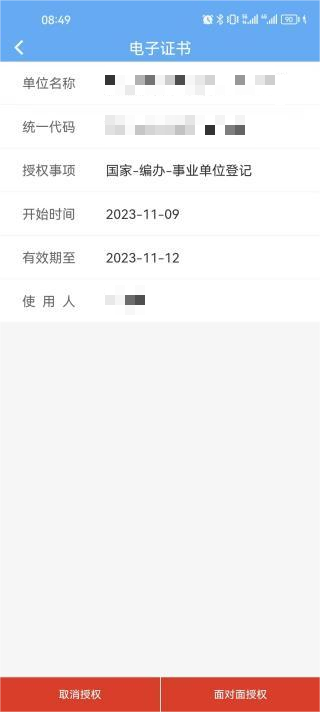 08:49
90
电子证书
单位名称
统一代码
授权事项 国家-编办-事业单位登记
开始时间 2023-11-09
有效期至 2023-11-12
使用人
取消授权 面对面授权